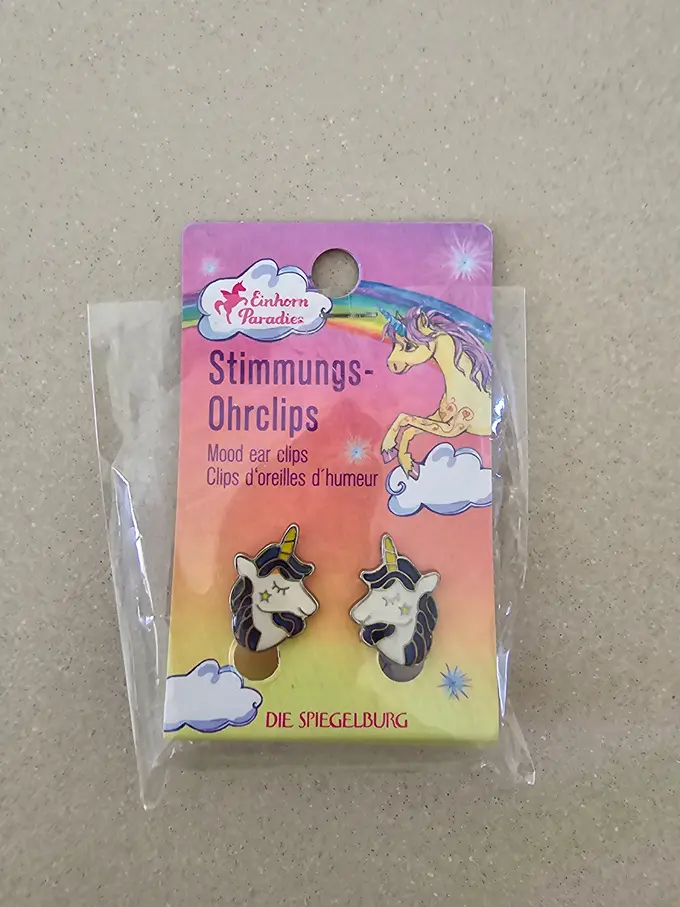 Einhorn
Paradies
Stimmungs-
Ohrclips
Mood ear clips
Clips d'oreilles d'humeur
DIE SPIEGELBURG